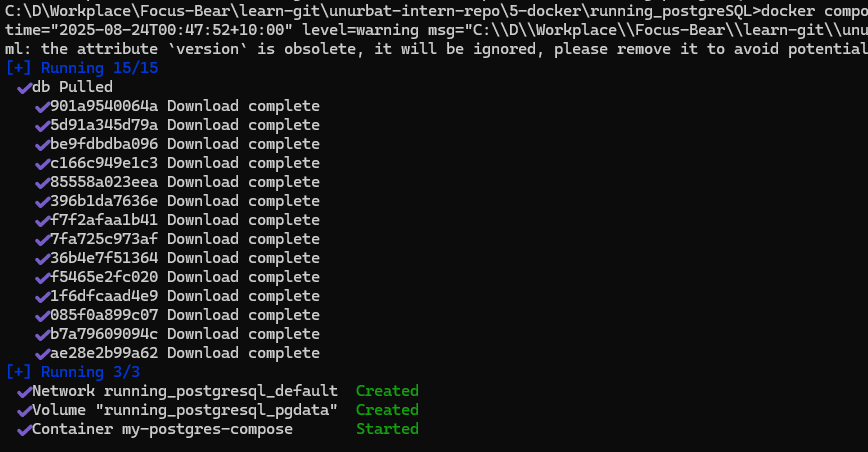 C:\D\Workplace\Focus-Bear\learn-git\unurbat-intern-repo\5-docker\running_postgreSQL>docker compo
time="2025-08-24T00:47:52+10:00" level=warning msg="C:\\D\\Workplace\\Focus-Bear\\learn-git\\unu
ml: the attribute `version` is obsolete, it will be ignored, please remove it to avoid potential
[+] Running 15/15
✔db Pulled
✔901a9540064a Download complete
✔5d91a345d79a Download complete
✔be9fdbdba096 Download complete
✔c166c949e1c3 Download complete
✔85558a023eea Download complete
✔396b1da7636e Download complete
✔f7f2afaa1b41 Download complete
✔7fa725c973af Download complete
✔36b4e7f51364 Download complete
✔f5465e2fc020 Download complete
✔1f6dfcaad4e9 Download complete
✔085f0a899c07 Download complete
✔b7a79609094c Download complete
✔ae28e2b99a62 Download complete
[+] Running 3/3
✔Network running_postgresql_default Created
✔Volume "running_postgresql_pgdata" Created
✔Container my-postgres-compose Started